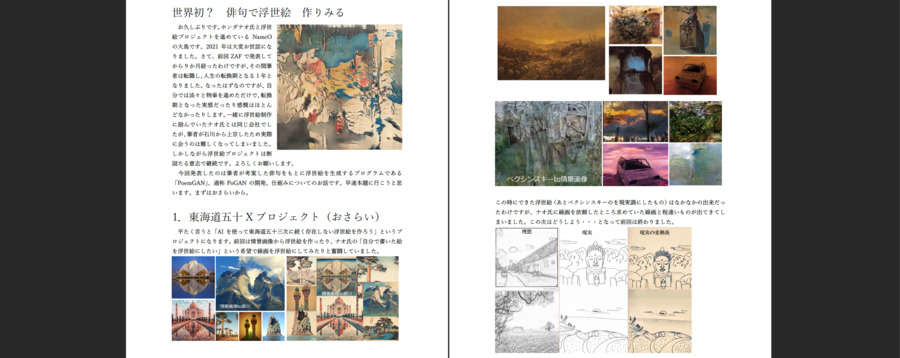 世界初？　俳句で浮世絵　作りみる
お久しぶりです。ホンダナオ氏と浮世
絵プロジェクトを進めている NameO
の大島です。2021 年は大変お世話にな
りました。さて、前回 ZAF で発表して
から 9 か月経ったわけですが、その間筆
者は転職し、人生の転換期となる 1 年と
なりました。なったはずなのですが、自
分では淡々と物事を進めただけで、転換
期となった実感だったり感慨はほとん
どなかったりします。一緒に浮世絵制作
に励んでいたナオ氏とは同じ会社でし
たが、筆者が石川から上京したため実際
に会うのは難しくなってしまいました。
しかしながら浮世絵プロジェクトは断
固たる意志で継続です。よろしくお願いします。
今回発表したのは筆者が考案した俳句をもとに浮世絵を生成するプログラムである
「PoemGAN」、通称 PoGAN の開発、仕組みについてのお話です。早速本題に行こうと思
います。まずはおさらいから。
1．東海道五十 X プロジェクト（おさらい）
平たく言うと「AI を使って東海道五十三次に続く存在しない浮世絵を作ろう」というプ
ロジェクトになります。前回は情景画像から浮世絵を作ったり、ナオ氏の「自分で書いた絵
を浮世絵にしたい」という希望で線画を浮世絵にしてみたりと奮闘していました。
ベクシンスキーto情景画像
この時にできた浮世絵（あとベクシンスキーのを現実調にしたもの）はなかなかの出来だっ
たわけですが、ナオ氏に線画を依頼したところ求めていた線画と程遠いものが出てきてし
まいました。この次はどうしよう・・・となって前回は終わりました。
理想
現実
現実の変換後